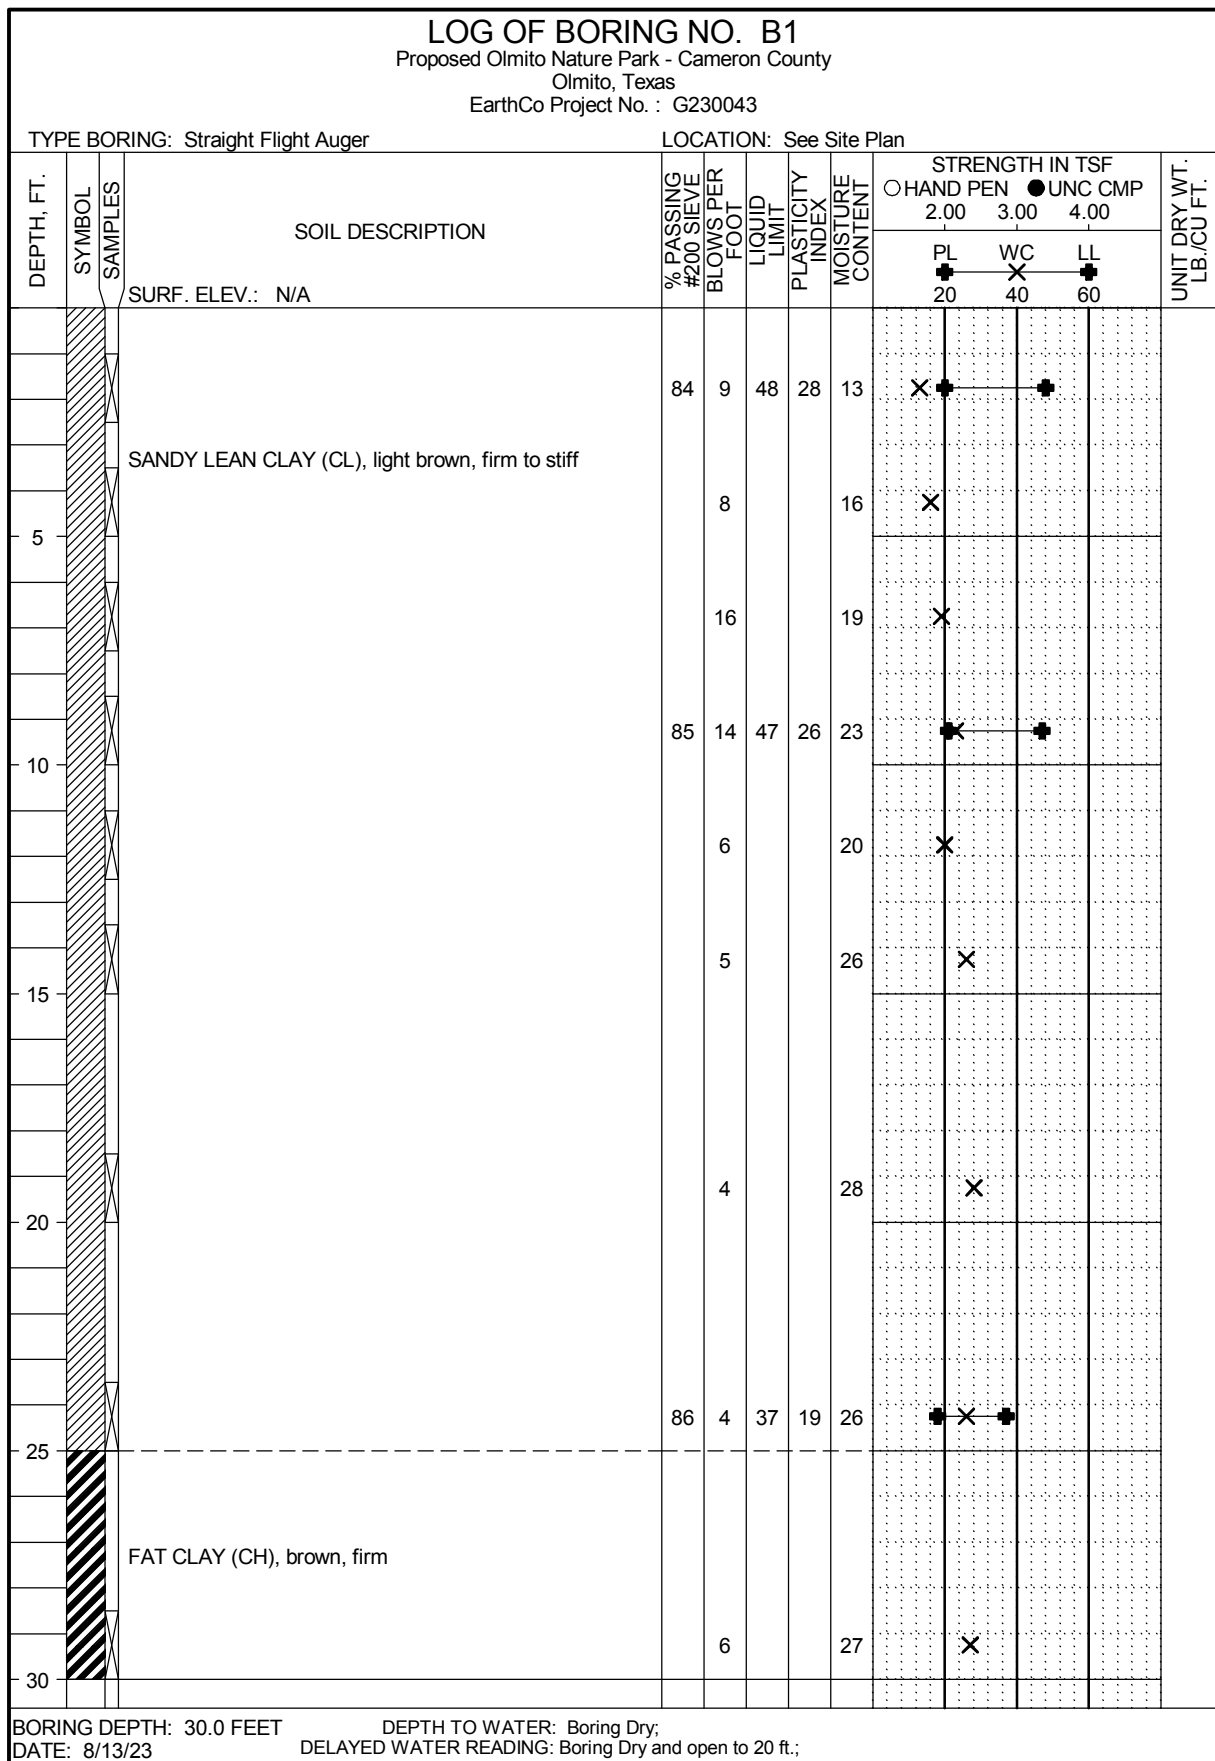 LOG OF BORING NO. B1
Proposed Olmito Nature Park - Cameron County
Olmito, Texas
EarthCo Project No. : G230043
TYPE BORING: Straight Flight Auger LOCATION: See Site Plan
DEPTH, FT.
SYMBOL
SAMPLES
SOIL DESCRIPTION
SURF. ELEV.: N/A
% PASSING
#200 SIEVE
BLOWS PER
FOOT
LIQUID
LIMIT
PLASTICITY
INDEX
MOISTURE
CONTENT
STRENGTH IN TSF
HAND PEN UNC CMP
2.00 3.00 4.00
PL WC LL
20 40 60
UNIT DRY WT.
LB./CU FT.
84 9 48 28 13
SANDY LEAN CLAY (CL), light brown, firm to stiff
8 16
5
16 19
85 14 47 26 23
10
6 20
5 26
15
4 28
20
86 4 37 19 26
25
FAT CLAY (CH), brown, firm
6 27
30
BORING DEPTH: 30.0 FEET DEPTH TO WATER: Boring Dry;
DATE: 8/13/23 DELAYED WATER READING: Boring Dry and open to 20 ft.;